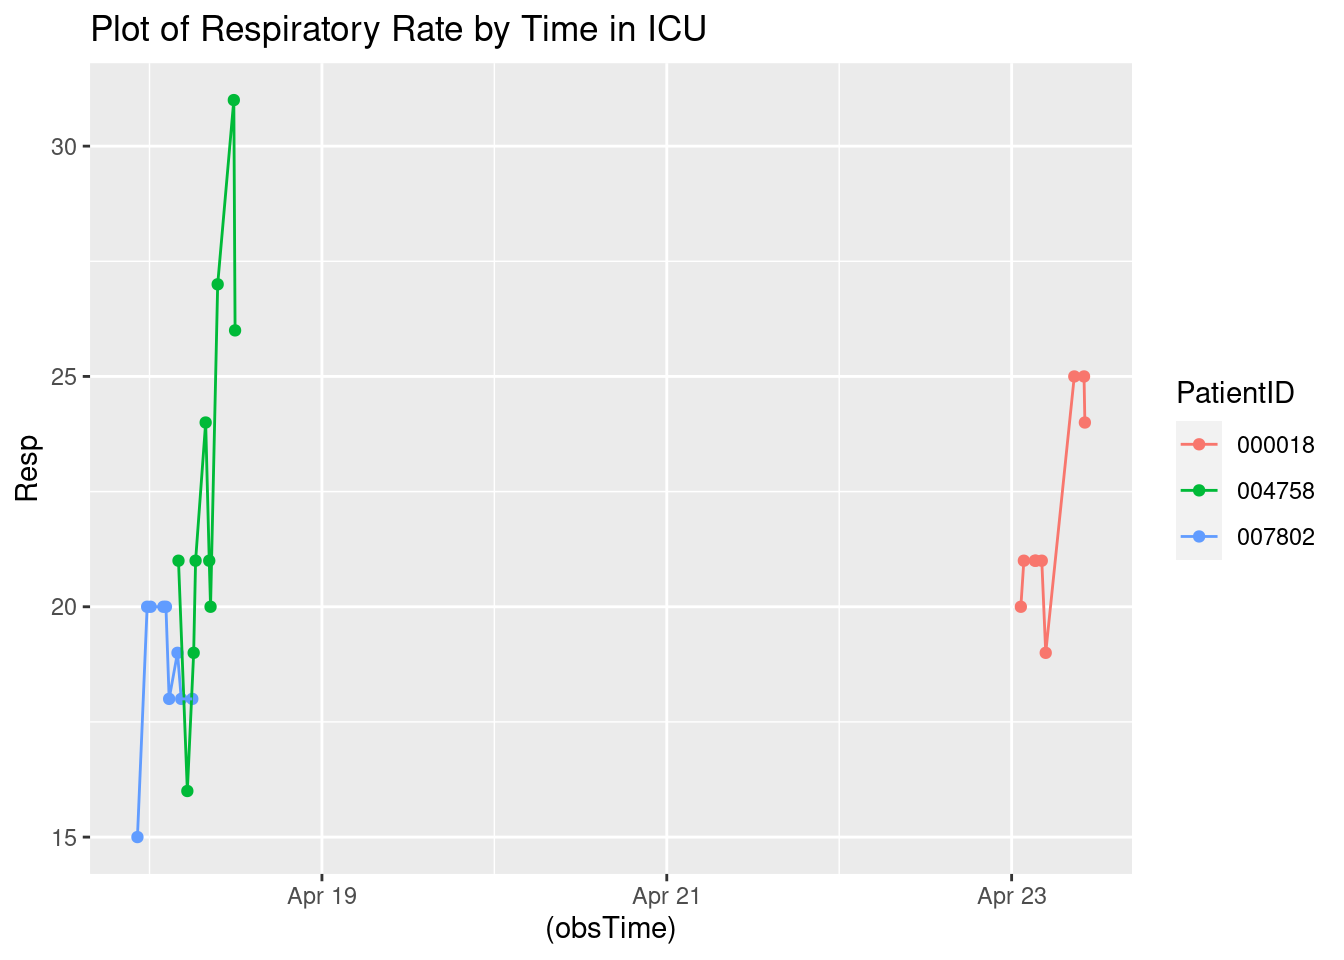 Plot of Respiratory Rate by Time in ICU
30
25
20
15
Resp
Apr 19
Apr 21
Apr 23
(obsTime)
PatientID
000018
004758
007802